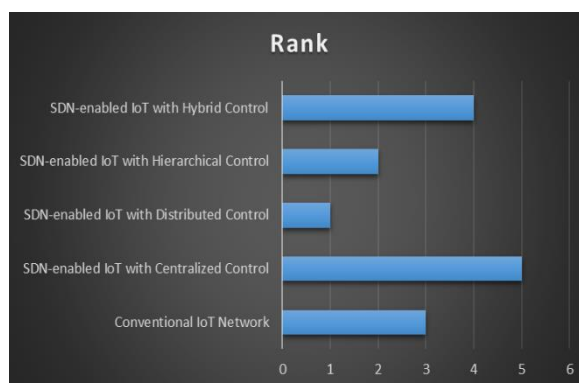 Rank
SDN-enabled IoT with Hybrid Control
SDN-enabled IoT with Hierarchical Control
SDN-enabled IoT with Distributed Control
SDN-enabled IoT with Centralized Control
Conventional IoT Network
0 1 2 3 4 5 6